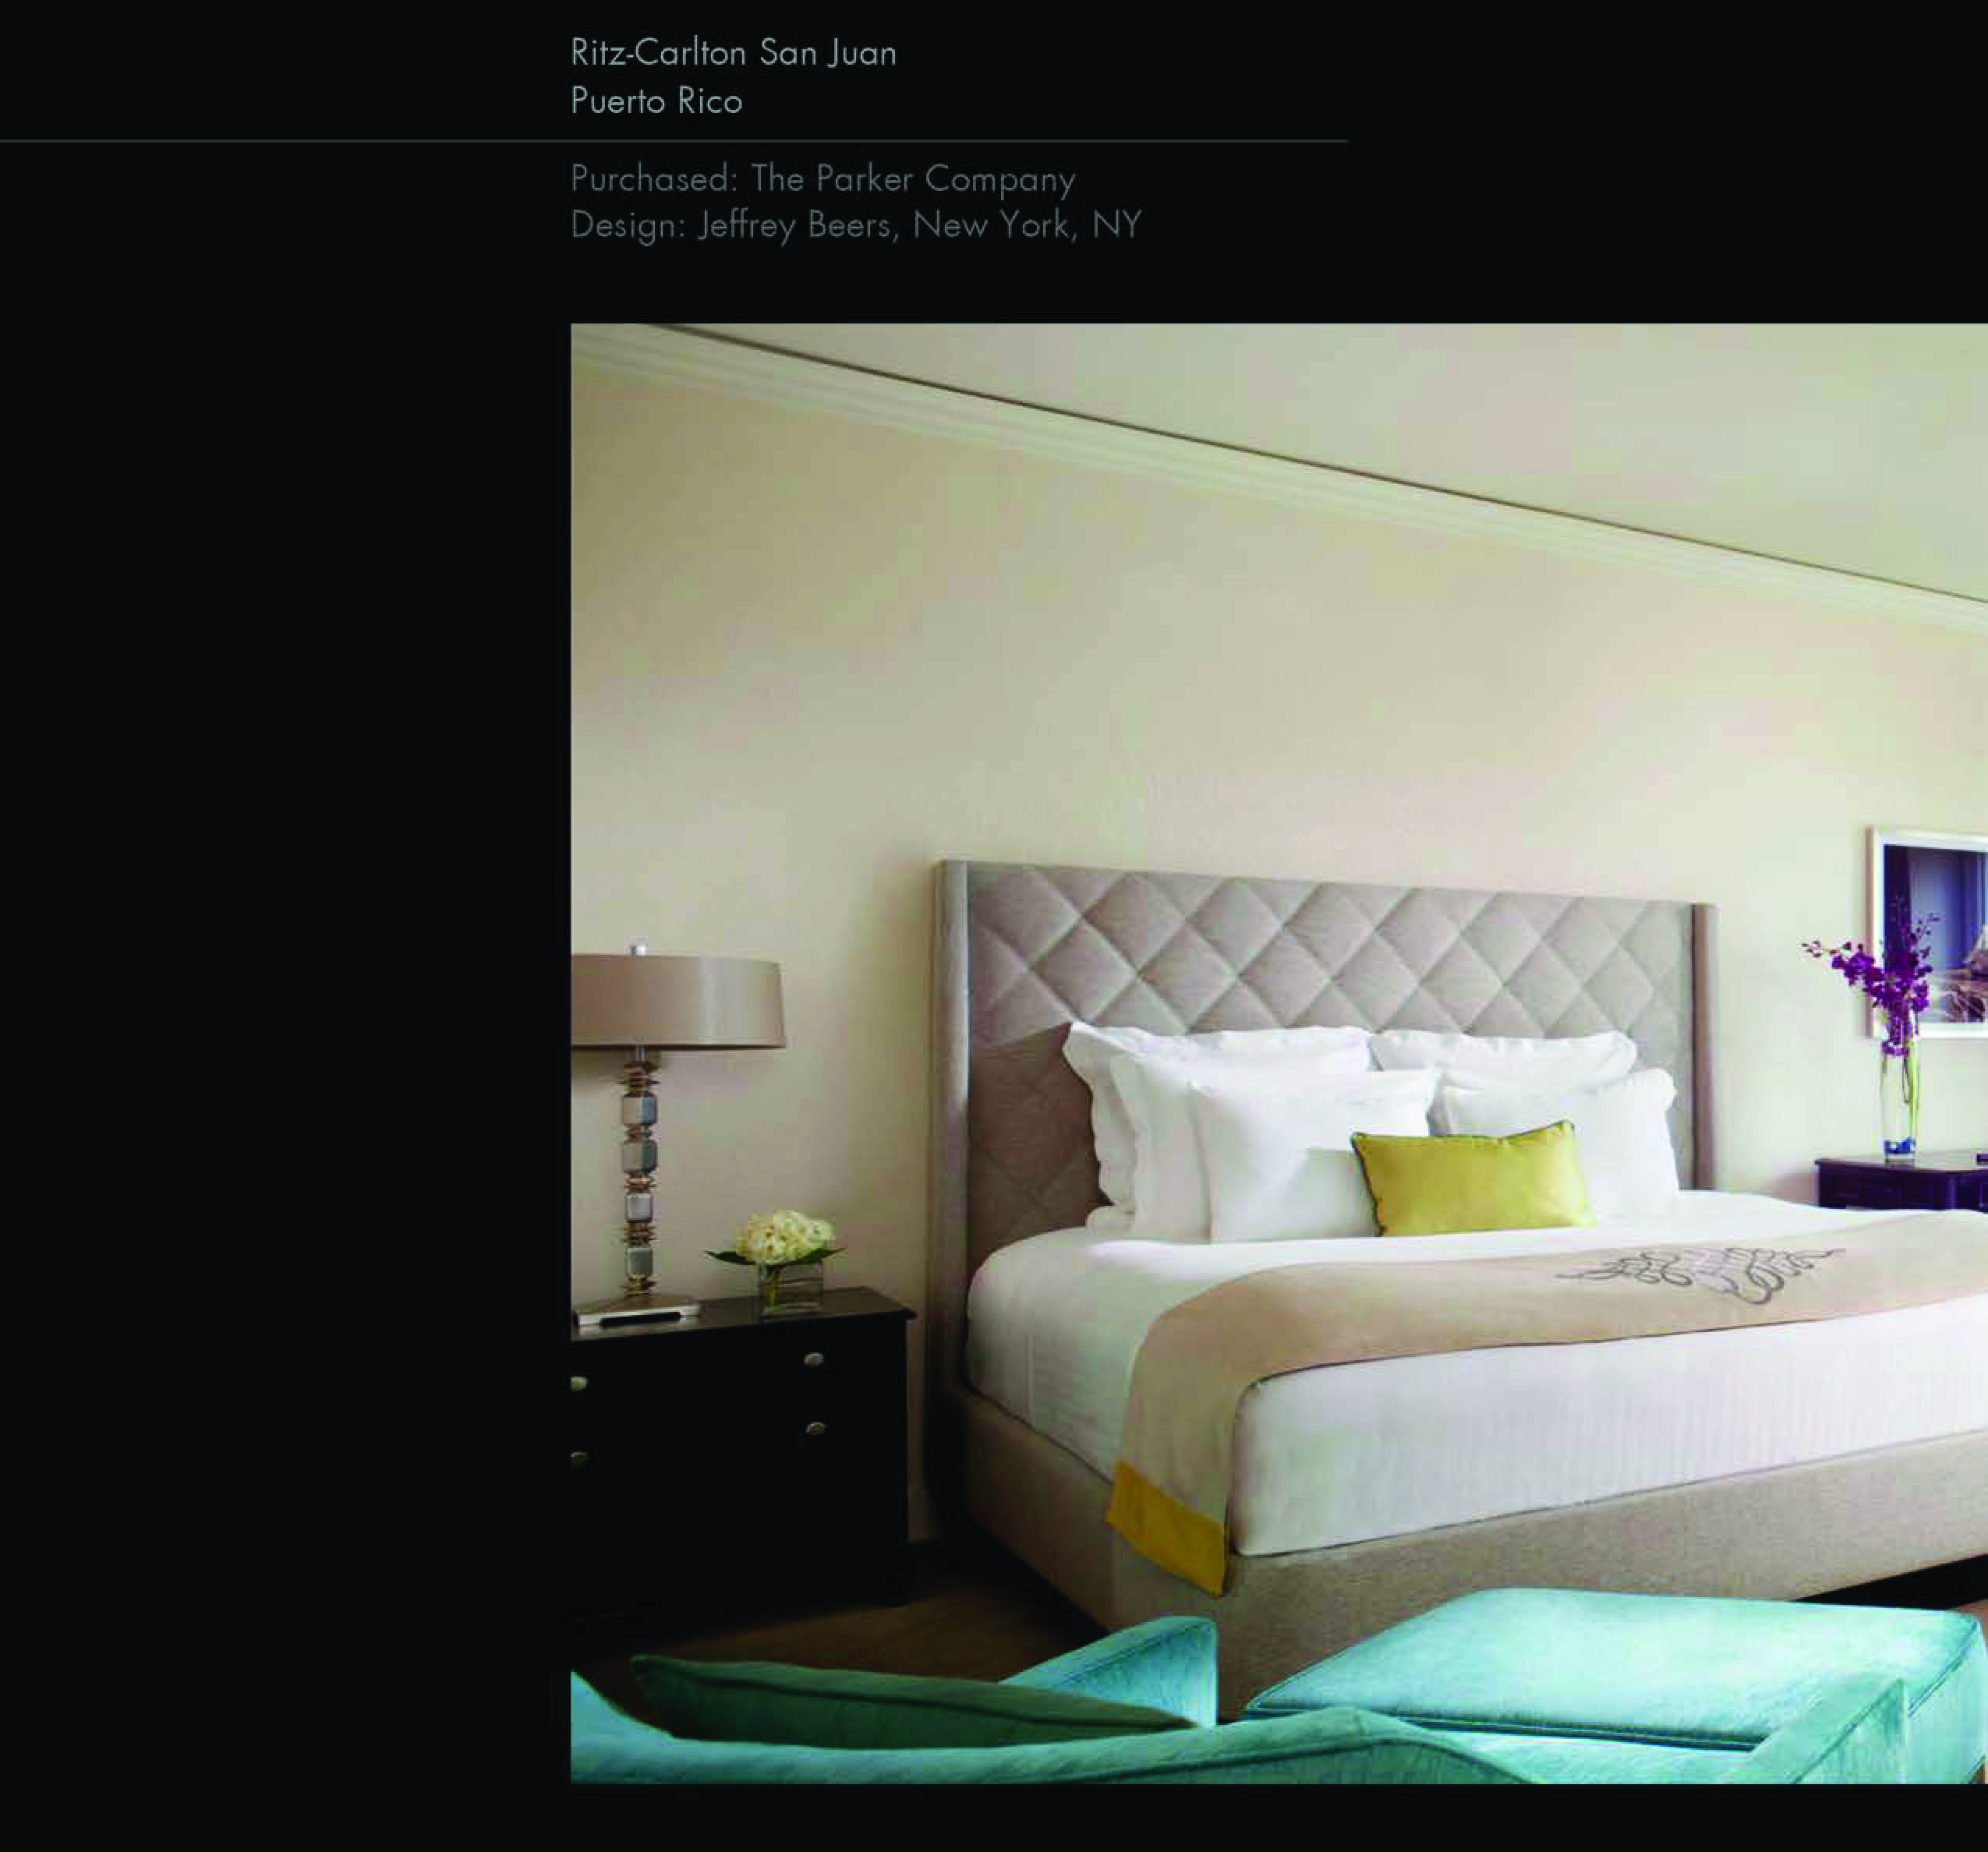 Ritz-Carlton San Juan
Puerto Rico
Purchased: The Parker Company
Design: Jeffrey Beers, New York, NY